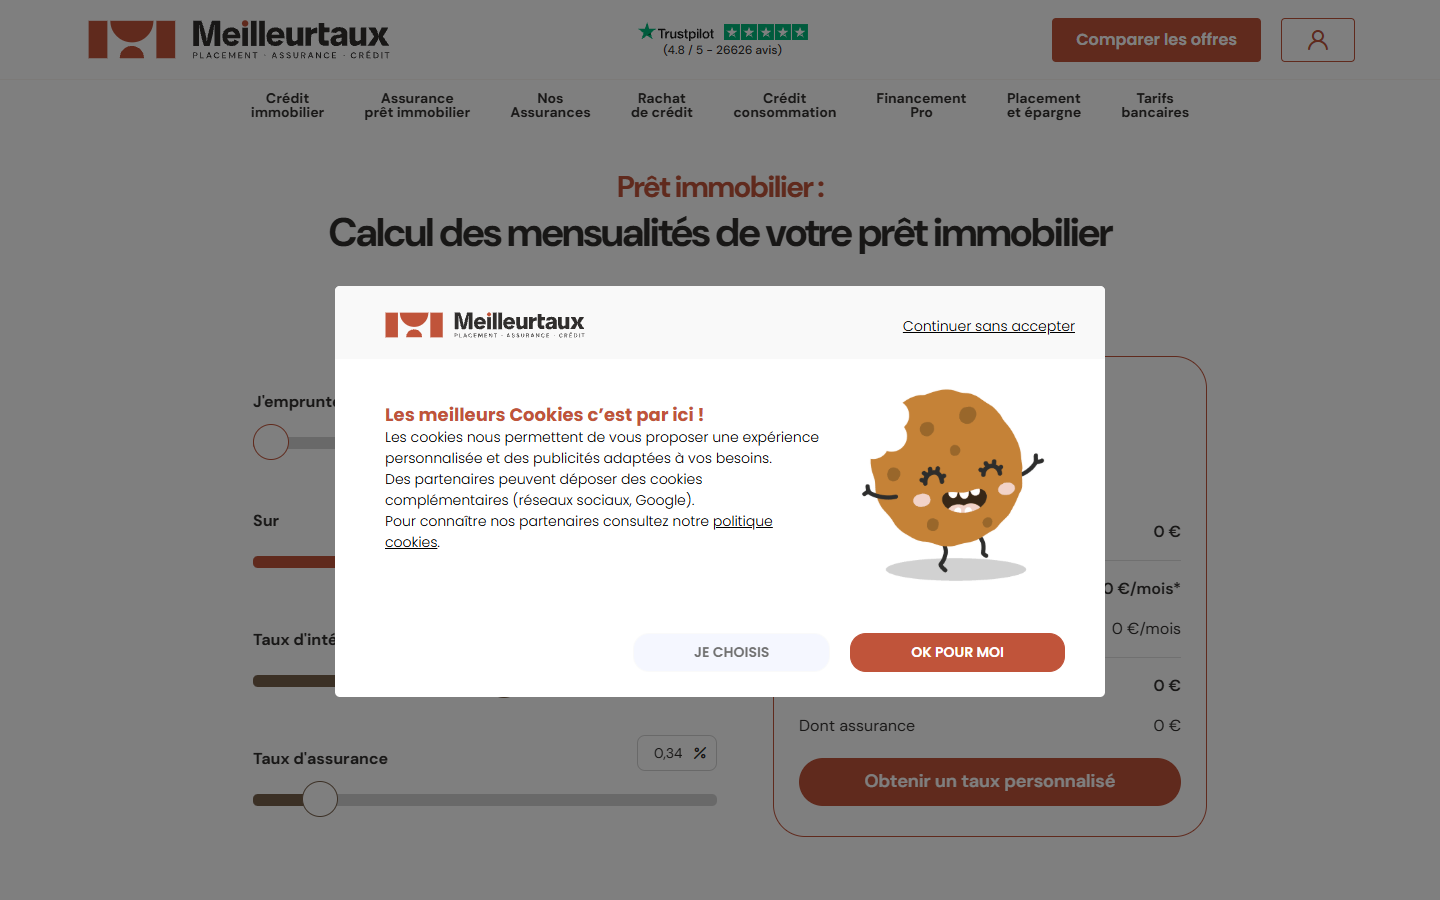 Meilleurtaux
PLACEMENT · ASSURANCE · CRÉDIT
Trustpilot
(4.8 / 5 - 26626 avis)
Comparer les offres
Crédit
immobilier
Assurance
prêt immobilier
Nos
Assurances
Rachat
de crédit
Crédit
consommation
Financement
Pro
Placement
et épargne
Tarifs
bancaires
Prêt immobilier :
Calcul des mensualités de votre prêt immobilier
Meilleurtaux
PLACEMENT · ASSURANCE · CRÉDIT
Continuer sans accepter
Les meilleurs Cookies c’est par ici !
Les cookies nous permettent de vous proposer une expérience
personnalisée et des publicités adaptées à vos besoins.
Des partenaires peuvent déposer des cookies
complémentaires (réseaux sociaux, Google).
Pour connaître nos partenaires consultez notre politique
cookies.
JE CHOISIS
OK POUR MOI
J'emprunte
Sur
Taux d'inté
Taux d'assurance
0,34 %
0 €
0 €/mois*
0 €/mois
0 €
Dont assurance
0 €
Obtenir un taux personnalisé